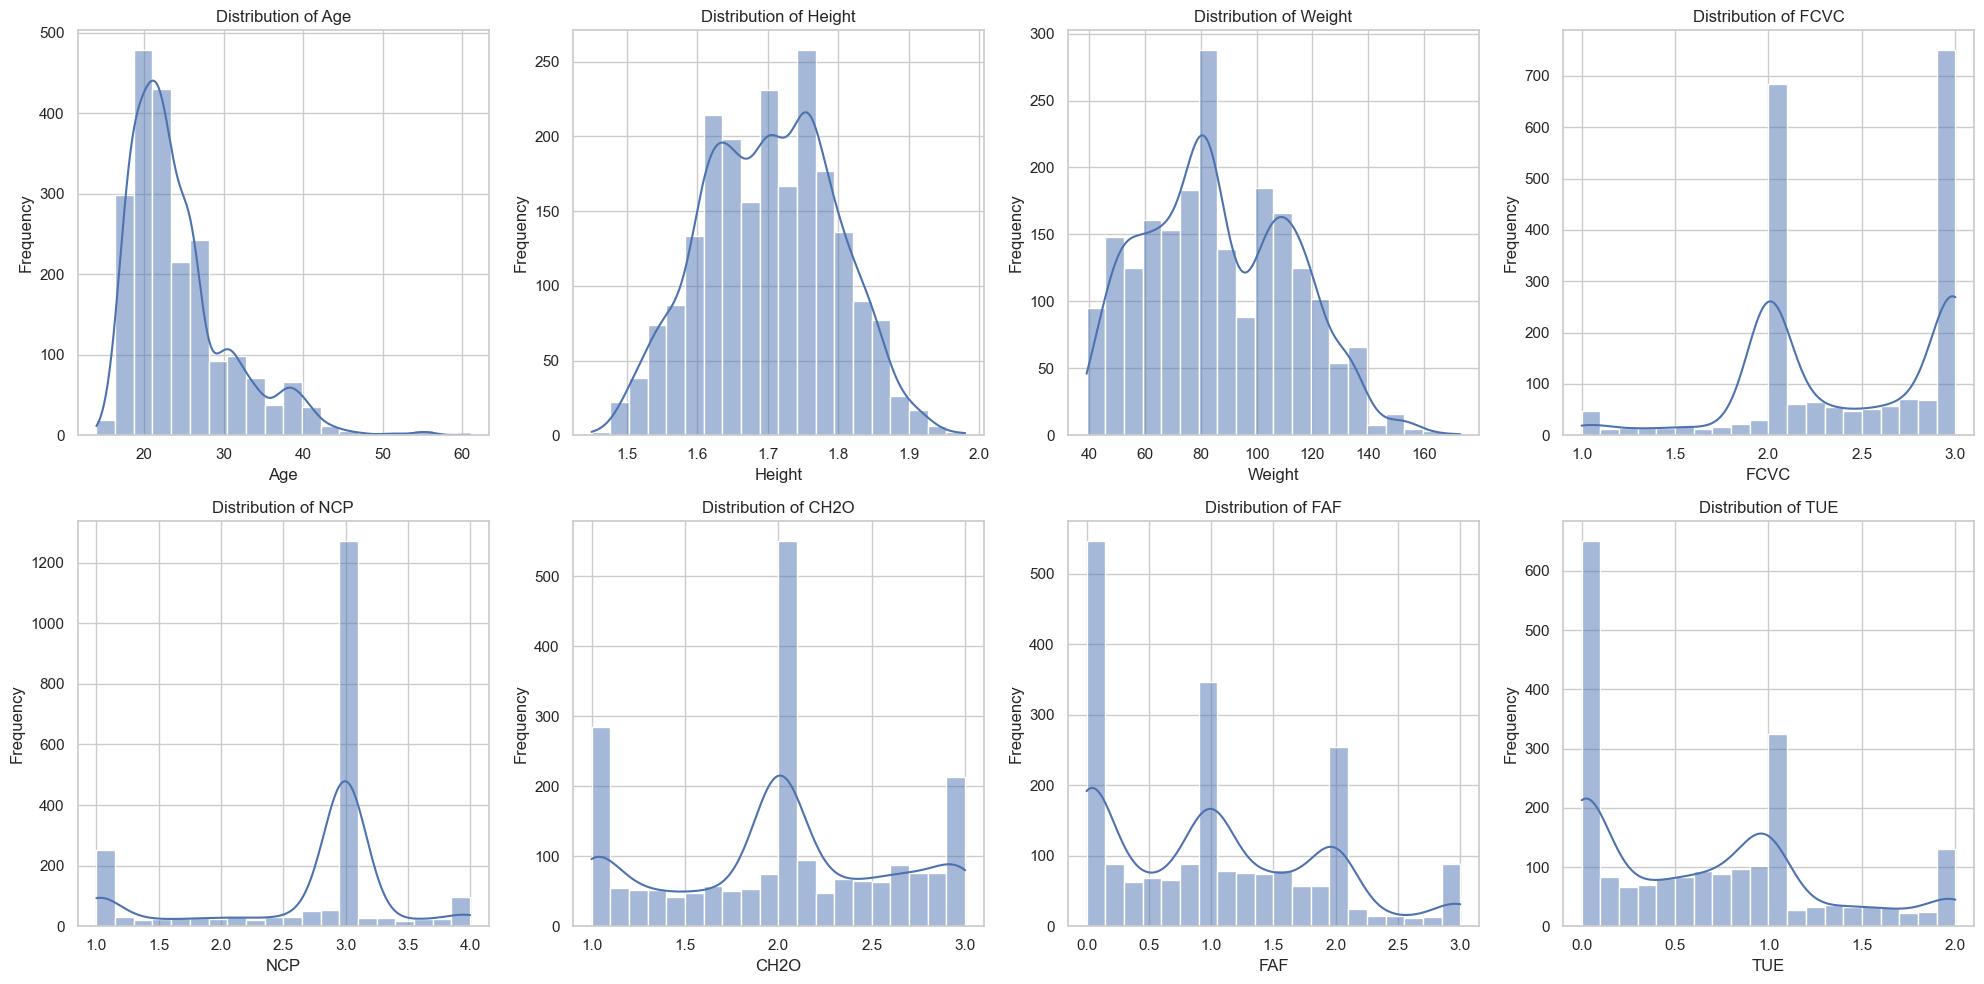 Distribution of Age
500
400
300
200
100
0
Frequency
20 30 40 50 60
Age
Distribution of Height
250
200
150
100
50
0
Frequency
1.5 1.6 1.7 1.8 1.9 2.0
Height
Distribution of Weight
300
250
200
150
100
50
0
Frequency
40 60 80 100 120 140 160
Weight
Distribution of FCVC
700
600
500
400
300
200
100
0
Frequency
1.0 1.5 2.0 2.5 3.0
FCVC
Distribution of NCP
1200
1000
800
600
400
200
0
Frequency
1.0 1.5 2.0 2.5 3.0 3.5 4.0
NCP
Distribution of CH2O
500
400
300
200
100
0
Frequency
1.0 1.5 2.0 2.5 3.0
CH2O
Distribution of FAF
500
400
300
200
100
0
Frequency
0.0 0.5 1.0 1.5 2.0 2.5 3.0
FAF
Distribution of TUE
600
500
400
300
200
100
0
Frequency
0.0 0.5 1.0 1.5 2.0
TUE